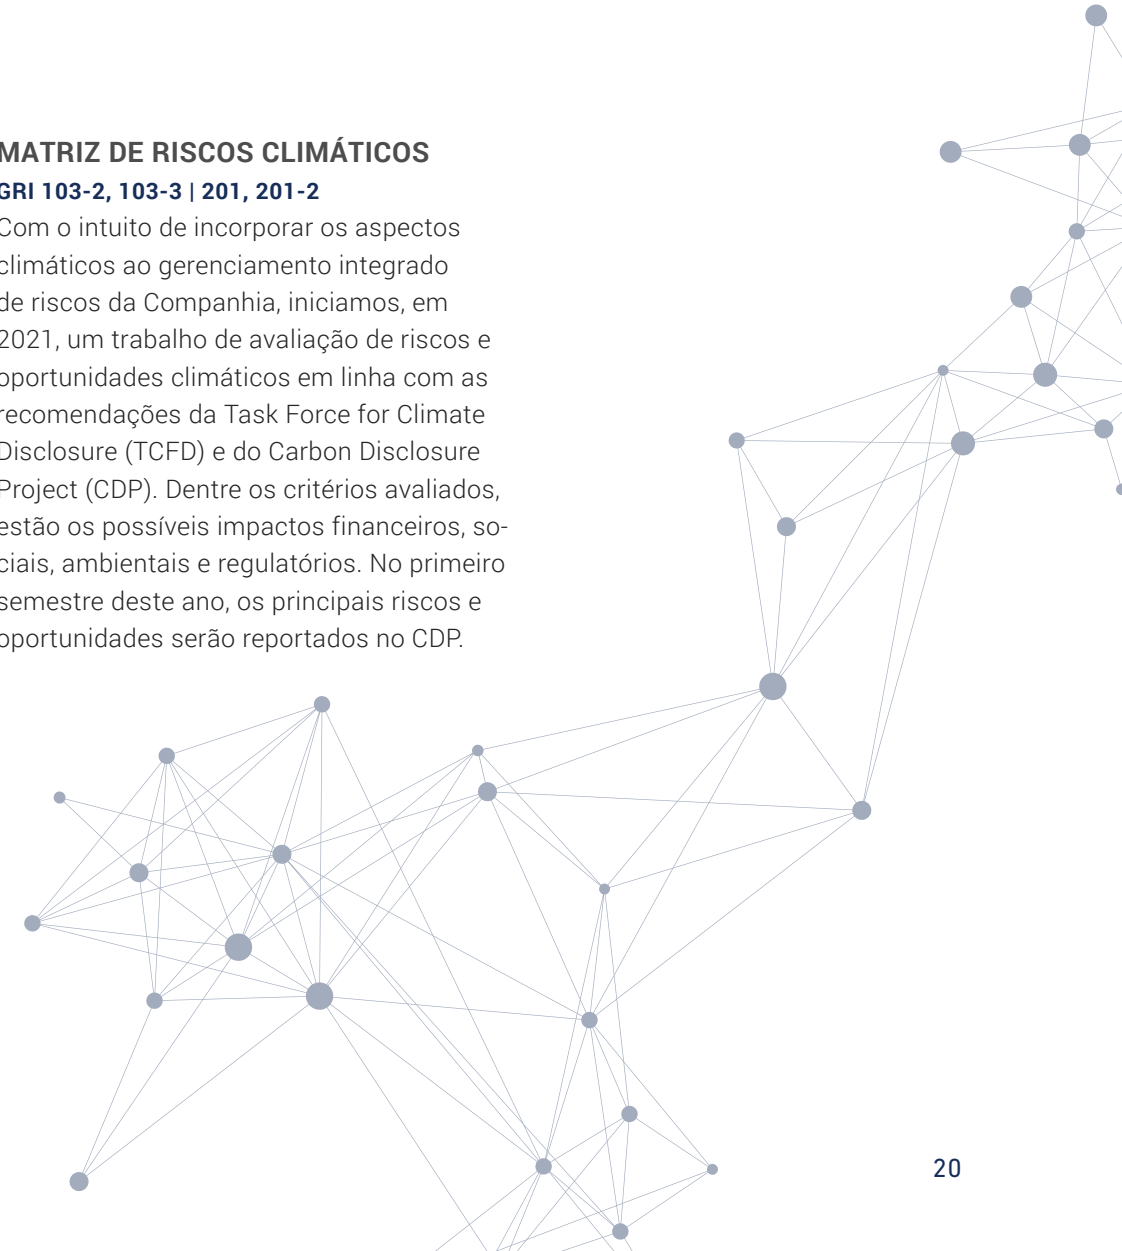 MATRIZ DE RISCOS CLIMÁTICOS
GRI 103-2, 103-3 | 201, 201-2
Com o intuito de incorporar os aspectos
climáticos ao gerenciamento integrado
de riscos da Companhia, iniciamos, em
2021, um trabalho de avaliação de riscos e
oportunidades climáticos em linha com as
recomendações da Task Force for Climate
Disclosure (TCFD) e do Carbon Disclosure
Project (CDP). Dentre os critérios avaliados,
estão os possíveis impactos financeiros, so-
ciais, ambientais e regulatórios. No primeiro
semestre deste ano, os principais riscos e
oportunidades serão reportados no CDP.
20